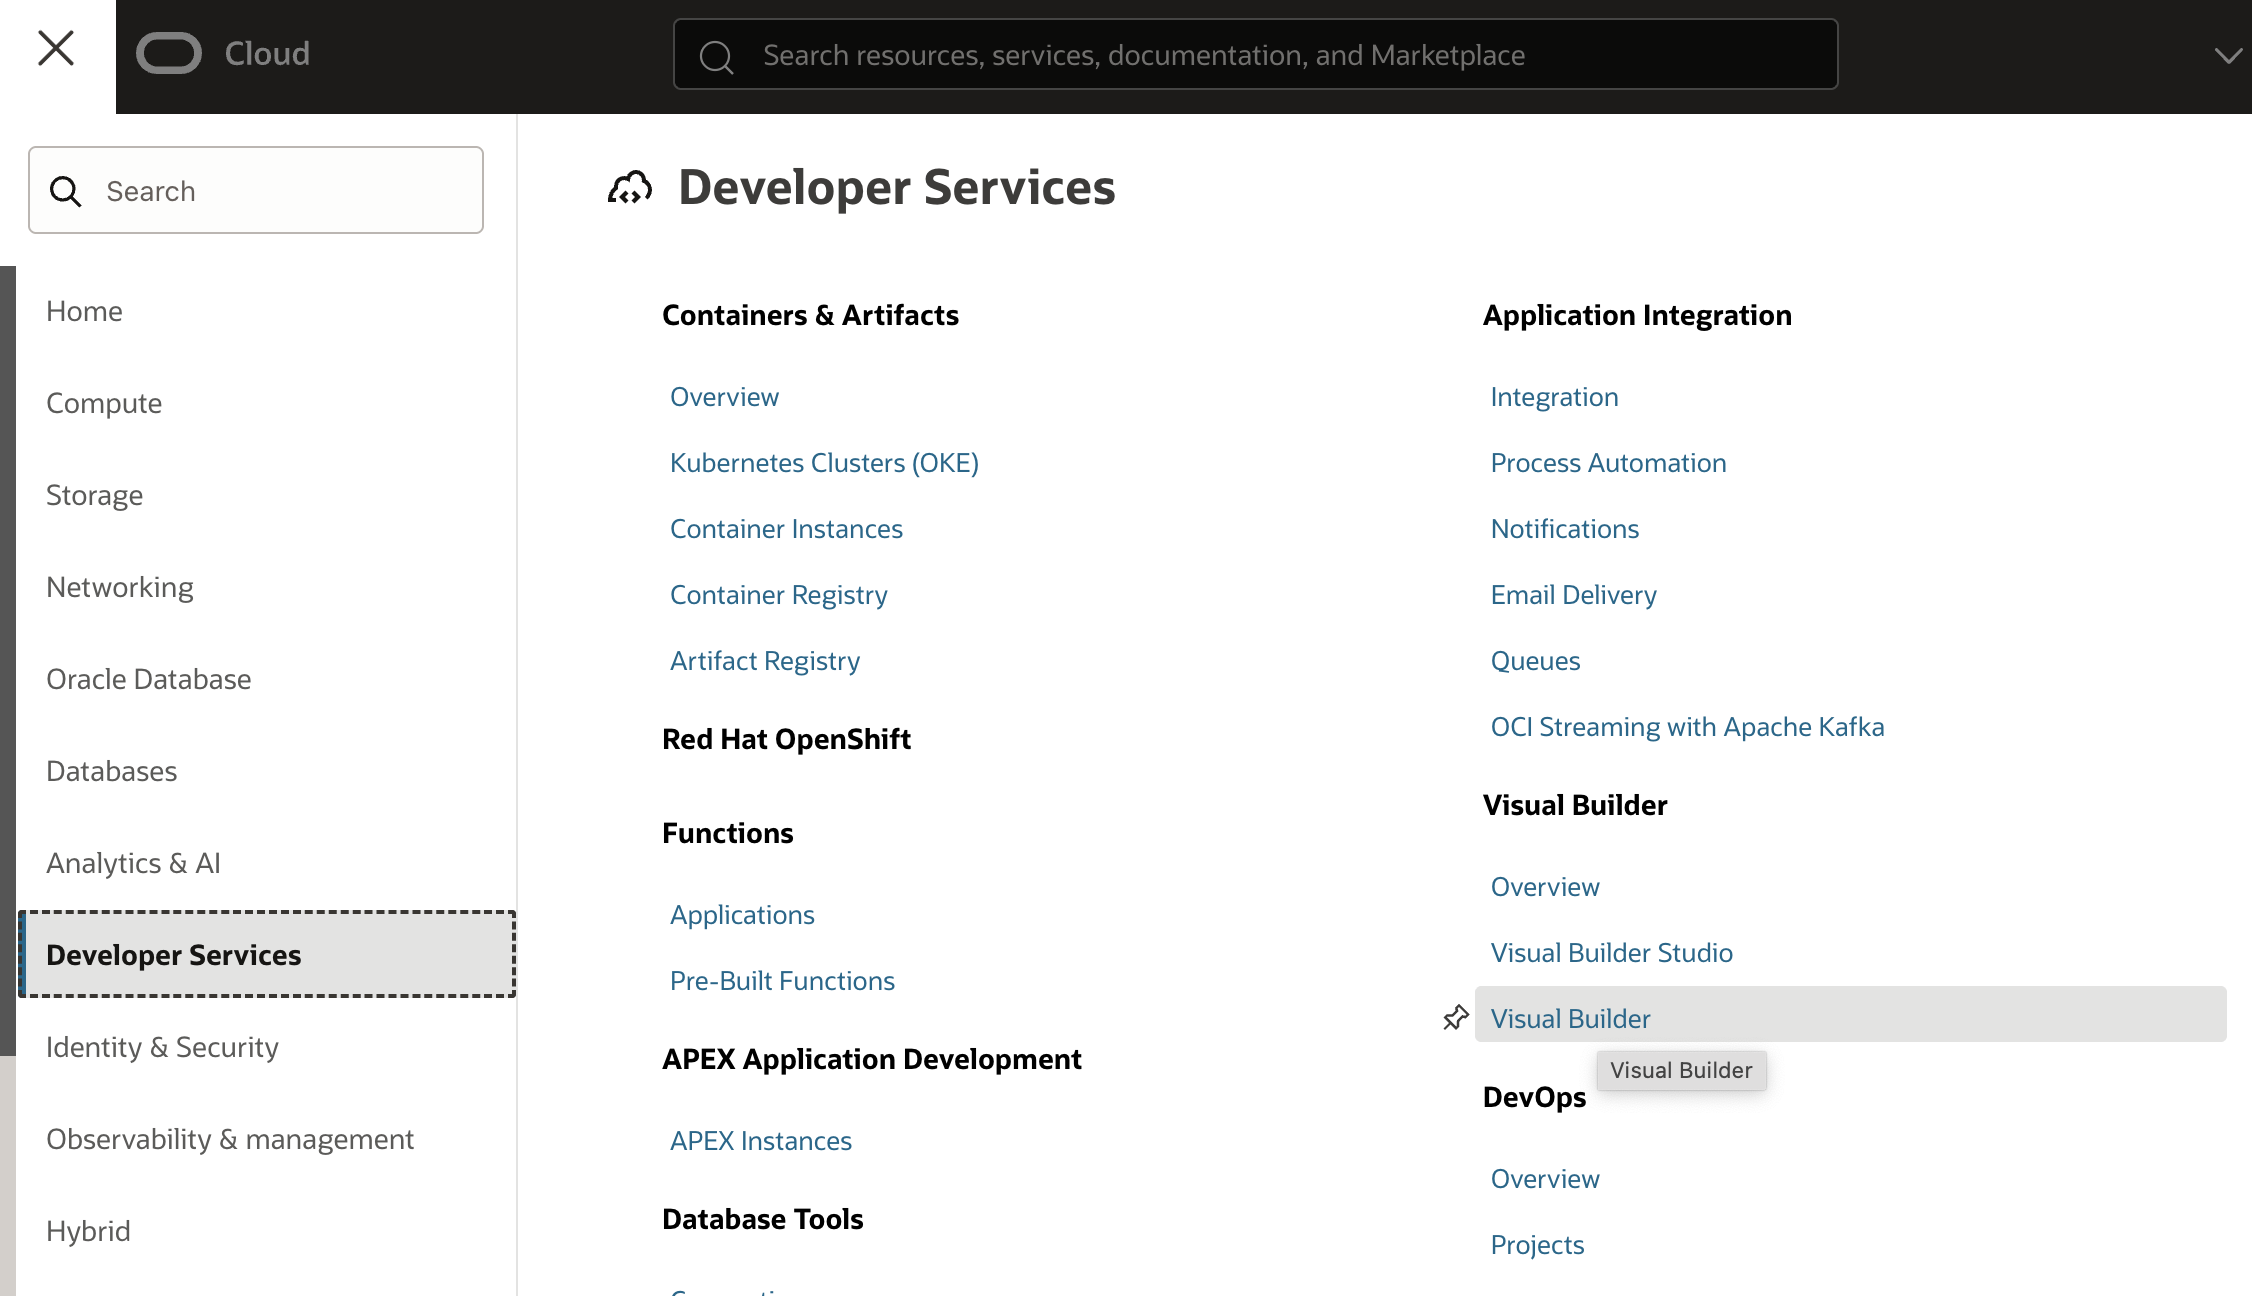 Cloud
Search resources, services, documentation, and Marketplace
Search
Home
Compute
Storage
Networking
Oracle Database
Databases
Analytics & AI
Developer Services
Identity & Security
Observability & management
Hybrid
Developer Services
Containers & Artifacts
Overview
Kubernetes Clusters (OKE)
Container Instances
Container Registry
Artifact Registry
Red Hat OpenShift
Functions
Applications
Pre-Built Functions
APEX Application Development
APEX Instances
Database Tools
Application Integration
Integration
Process Automation
Notifications
Email Delivery
Queues
OCI Streaming with Apache Kafka
Visual Builder
Overview
Visual Builder Studio
Visual Builder
Visual Builder
DevOps
Overview
Projects